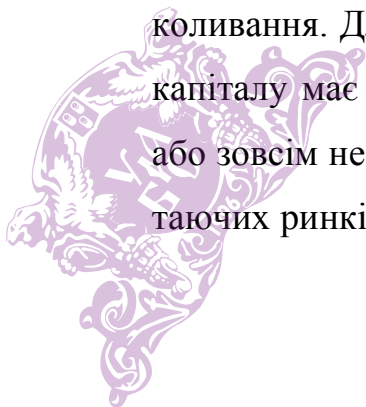 коливання. Д
капіталу має
або зовсім не
таючих ринкі